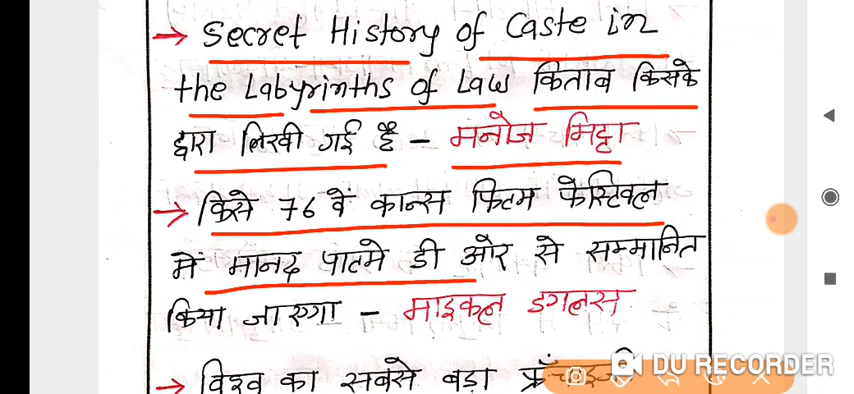 → Secret History of Caste in
the Labyrinths of Law किताब किसके
द्वारा लिखी गई है – मनोज मिट्टा
→ किसे 76 वें कान्स फिल्म फेस्टिवल
में मानद पाल्मे डी ओर से सम्मानित
किया जाएगा – माइकल डगलस
→ विश्व का सबसे बड़ा
DU RECORDER